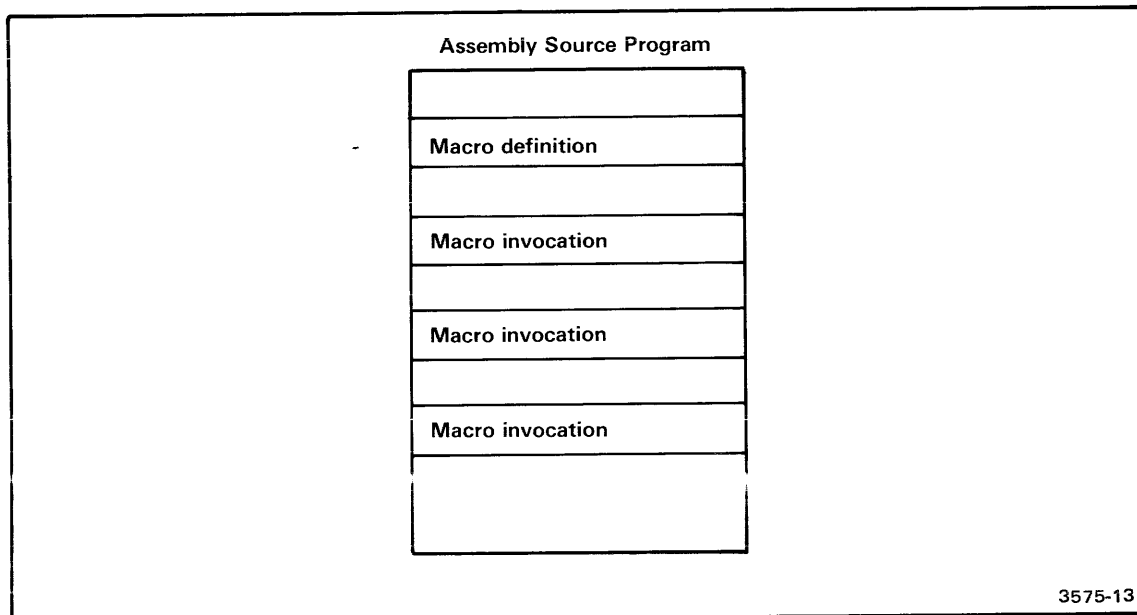 Assembly Source Program
Macro definition
Macro invocation
Macro invocation
Macro invocation
3575-13